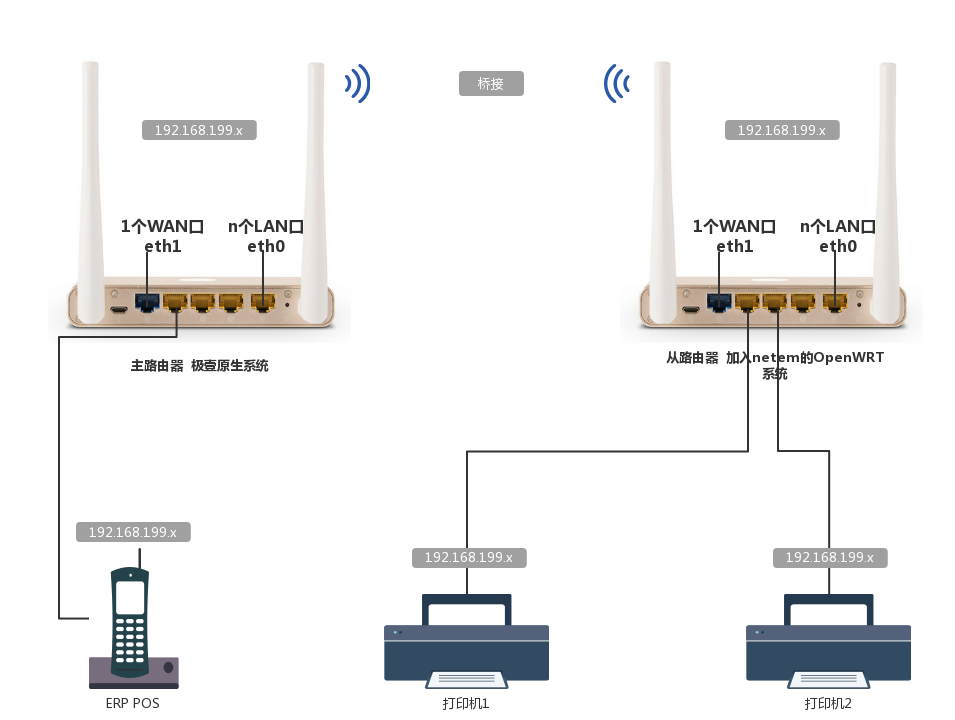 桥接
192.168.199.x
192.168.199.x
1个WAN口
eth1
n个LAN口
eth0
1个WAN口
eth1
n个LAN口
eth0
主路由器 极壹原生系统
从路由器 加入netem的OpenWRT
系统
192.168.199.x
192.168.199.x
192.168.199.x
ERP POS
打印机1
打印机2